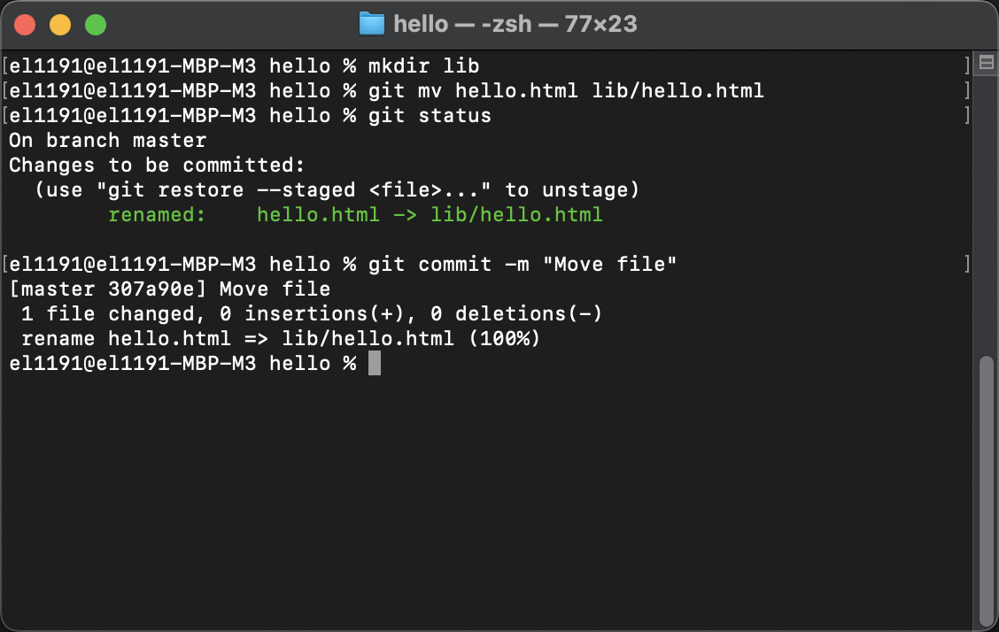 hello — -zsh — 77×23
[el1191@el1191-MBP-M3 hello % mkdir lib ]
[el1191@el1191-MBP-M3 hello % git mv hello.html lib/hello.html ]
[el1191@el1191-MBP-M3 hello % git status ]
On branch master
Changes to be committed:
  (use "git restore --staged <file>..." to unstage)
        renamed:    hello.html -> lib/hello.html
[el1191@el1191-MBP-M3 hello % git commit -m "Move file" ]
[master 307a90e] Move file
 1 file changed, 0 insertions(+), 0 deletions(-)
 rename hello.html => lib/hello.html (100%)
el1191@el1191-MBP-M3 hello %